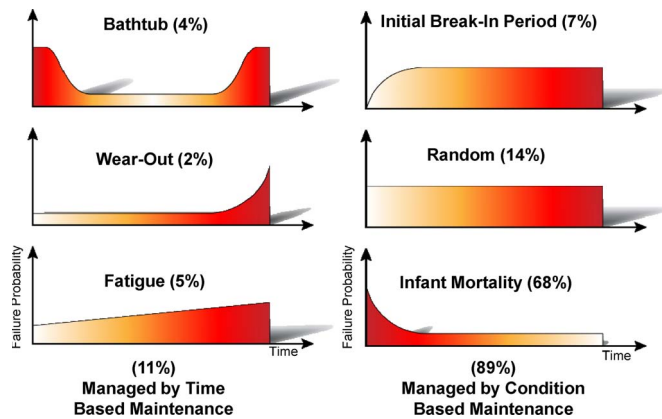 Bathtub (4%)
Initial Break-In Period (7%)
Wear-Out (2%)
Random (14%)
Failure Probability
Fatigue (5%)
Time
Failure Probability
Infant Mortality (68%)
Time
(11%)
Managed by Time
Based Maintenance
(89%)
Managed by Condition
Based Maintenance